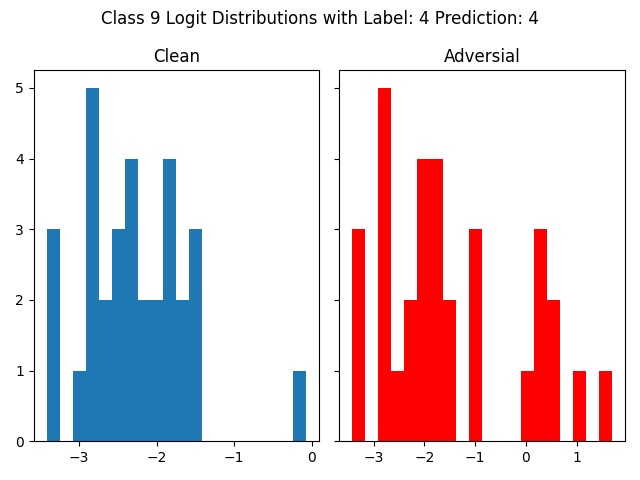 Class 9 Logit Distributions with Label: 4 Prediction: 4
Clean
Adversial
5
4
3
2
1
0
−3 −2 −1 0
−3 −2 −1 0 1